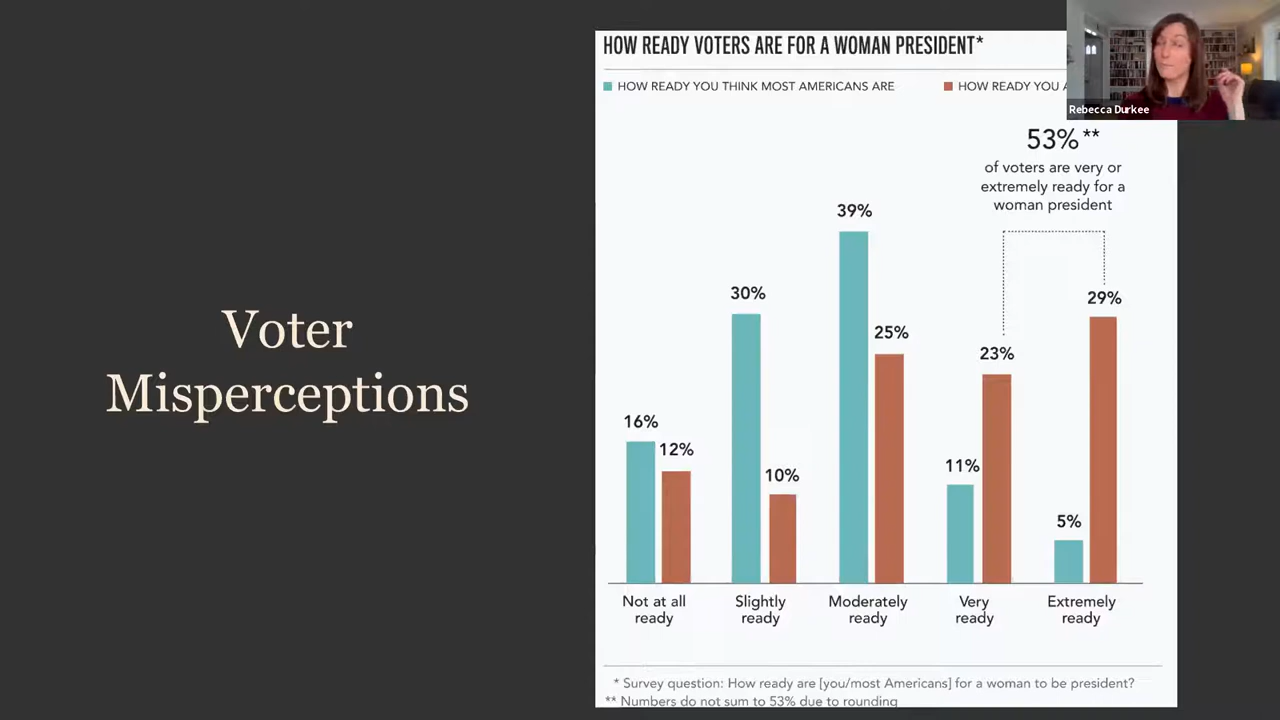 HOW READY VOTERS ARE FOR A WOMAN PRESIDENT*
HOW READY YOU THINK MOST AMERICANS ARE
HOW READY YOU
Rebecca Durkee
53%**
of voters are very or
extremely ready for a
woman president
Voter
Misperceptions
16%
12%
30%
10%
39%
25%
11%
23%
5%
29%
Not at all
ready
Slightly
ready
Moderately
ready
Very
ready
Extremely
ready
* Survey question: How ready are [you/most Americans] for a woman to be president?
** Numbers do not sum to 53% due to rounding